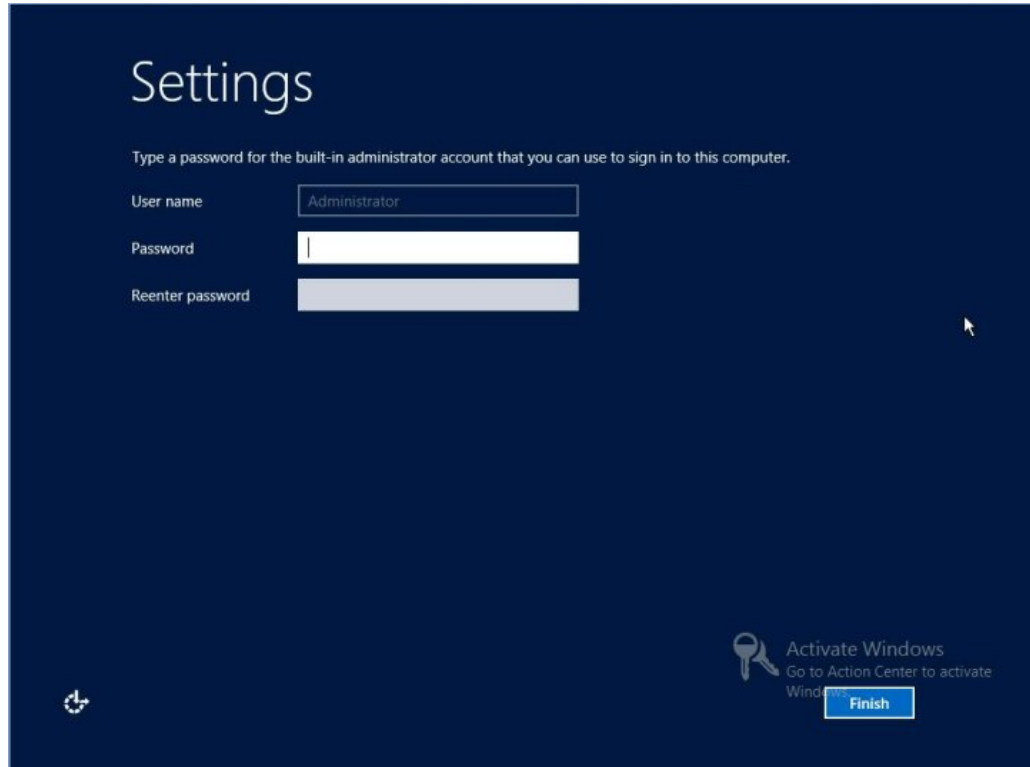 Settings
Type a password for the built-in administrator account that you can use to sign in to this computer.
User name
Administrator
Password
Reenter password
Activate Windows
Go to Action Center to activate
Windows.
Finish